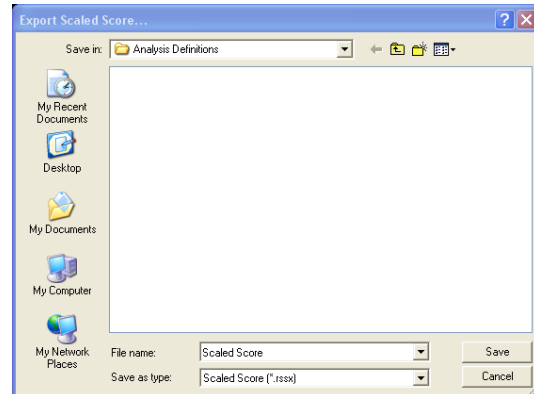 Export Scaled Score...
Save in: Analysis Definitions
My Recent
Documents
Desktop
My Documents
My Computer
My Network
Places
File name: Scaled Score Save
Save as type: Scaled Score (*.rssx) Cancel